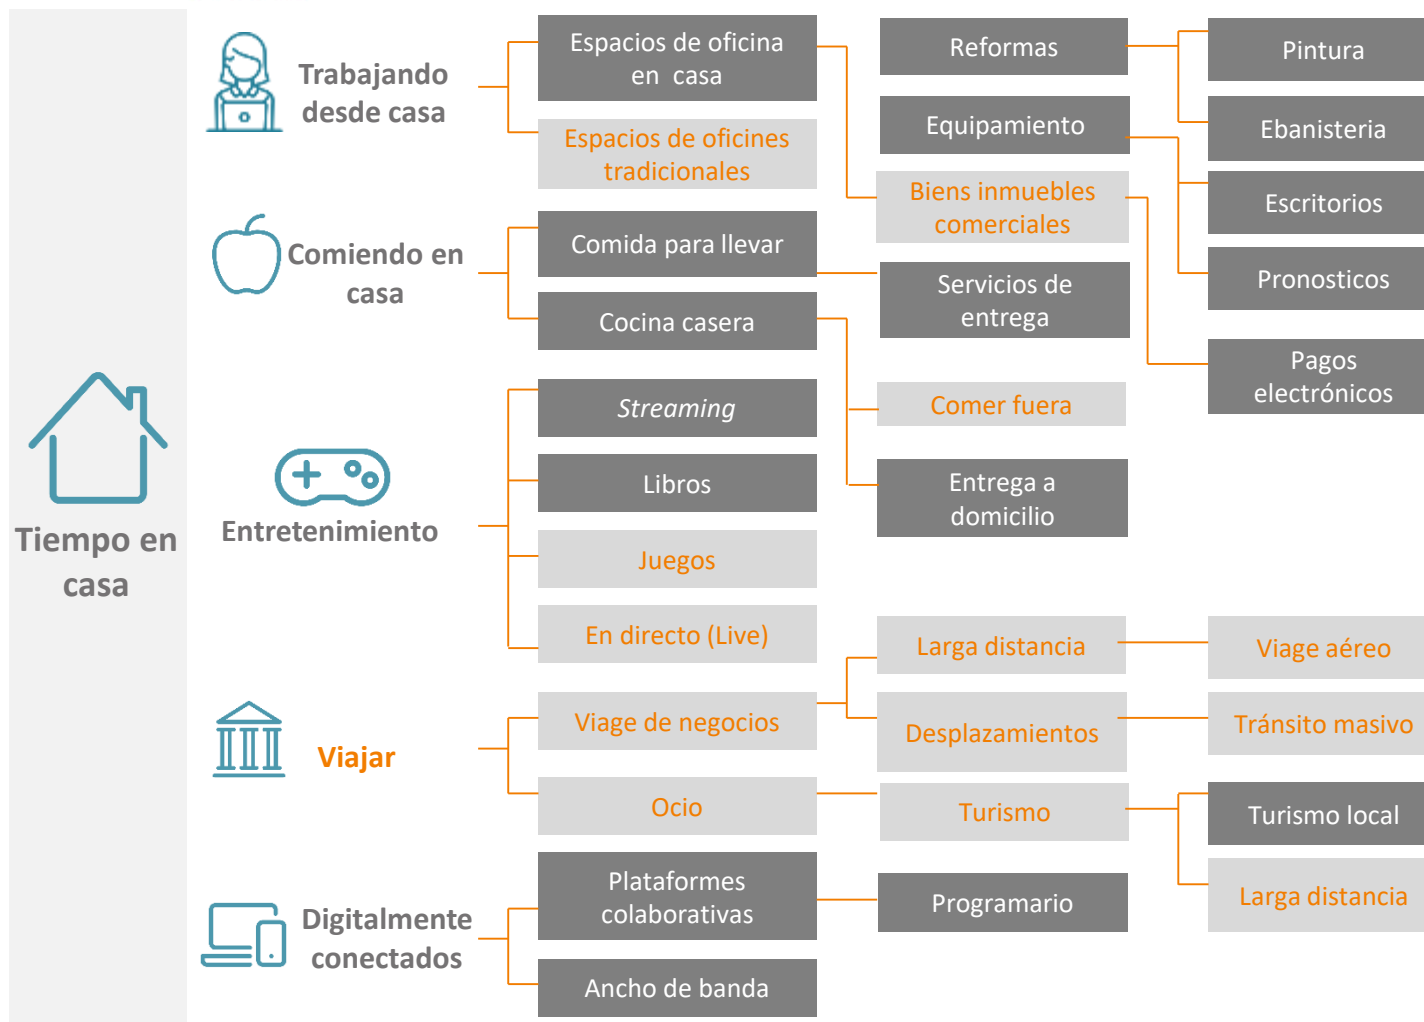 Tiempo en
casa
Trabajando
desde casa
Espacios de oficina
en casa
Espacios de oficines
tradicionales
Reformas
Equipamiento
Biens inmuebles
comerciales
Pintura
Ebanisteria
Escritorios
Pronosticos
Pagos
electrónicos
Comiendo en
casa
Comida para llevar
Cocina casera
Servicios de
entrega
Comer fuera
Entrega a
domicilio
Entretenimiento
Streaming
Libros
Juegos
En directo (Live)
Viajar
Viage de negocios
Ocio
Larga distancia
Desplazamientos
Turismo
Viage aéreo
Tránsito masivo
Turismo local
Larga distancia
Digitalmente
conectados
Plataformes
colaborativas
Ancho de banda
Programario